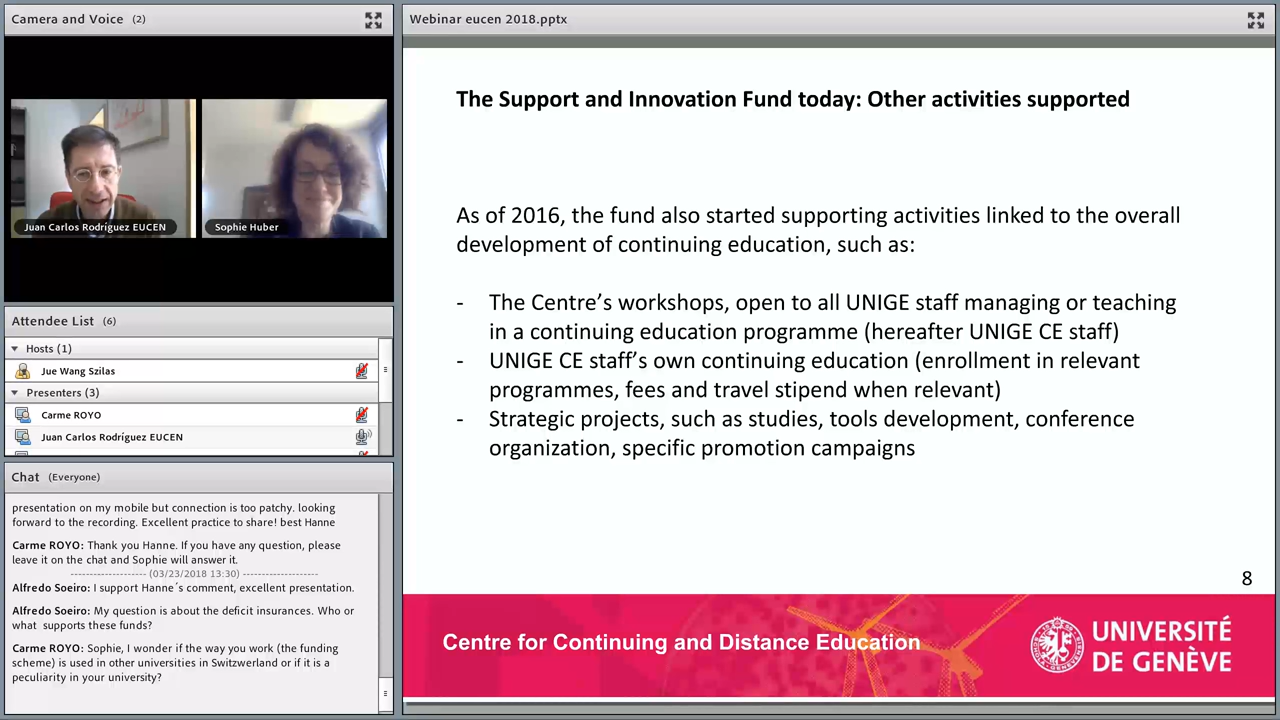 Camera and Voice (2)
Juan Carlos Rodríguez EUCEN
Sophie Huber
Attendee List (6)
Hosts (1)
Jue Wang Szilas
Presenters (3)
Carme ROYO
Juan Carlos Rodríguez EUCEN
Chat (Everyone)
presentation on my mobile but connection is too patchy. looking
forward to the recording. Excellent practice to share! best Hanne
Carme ROYO: Thank you Hanne. If you have any question, please
leave it on the chat and Sophie will answer it.
-------------------- (03/23/2018 13:30) --------------------
Alfredo Soeiro: I support Hanne´s comment, excellent presentation.
Alfredo Soeiro: My question is about the deficit insurances. Who or
what supports these funds?
Carme ROYO: Sophie, I wonder if the way you work (the funding
scheme) is used in other universities in Switzwerland or if it is a
peculiarity in your university?
Webinar eucen 2018.pptx
The Support and Innovation Fund today: Other activities supported
As of 2016, the fund also started supporting activities linked to the overall
development of continuing education, such as:
- The Centre’s workshops, open to all UNIGE staff managing or teaching
in a continuing education programme (hereafter UNIGE CE staff)
- UNIGE CE staff’s own continuing education (enrollment in relevant
programmes, fees and travel stipend when relevant)
- Strategic projects, such as studies, tools development, conference
organization, specific promotion campaigns
8
Centre for Continuing and Distance Education
UNIVERSITÉ
DE GENÈVE